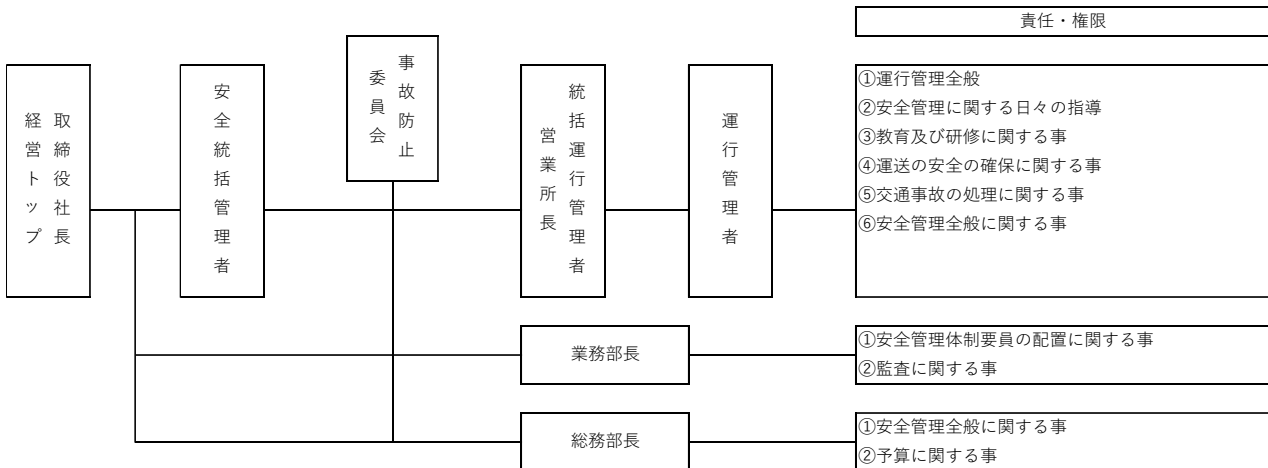 責任・権限
取締役社長
経営トップ
安全統括管理者
事故防止
委員会
統括運行管理者
営業所長
運行管理者
①運行管理全般
②安全管理に関する日々の指導
③教育及び研修に関する事
④運送の安全の確保に関する事
⑤交通事故の処理に関する事
⑥安全管理全般に関する事
業務部長
①安全管理体制要員の配置に関する事
②監査に関する事
総務部長
①安全管理全般に関する事
②予算に関する事